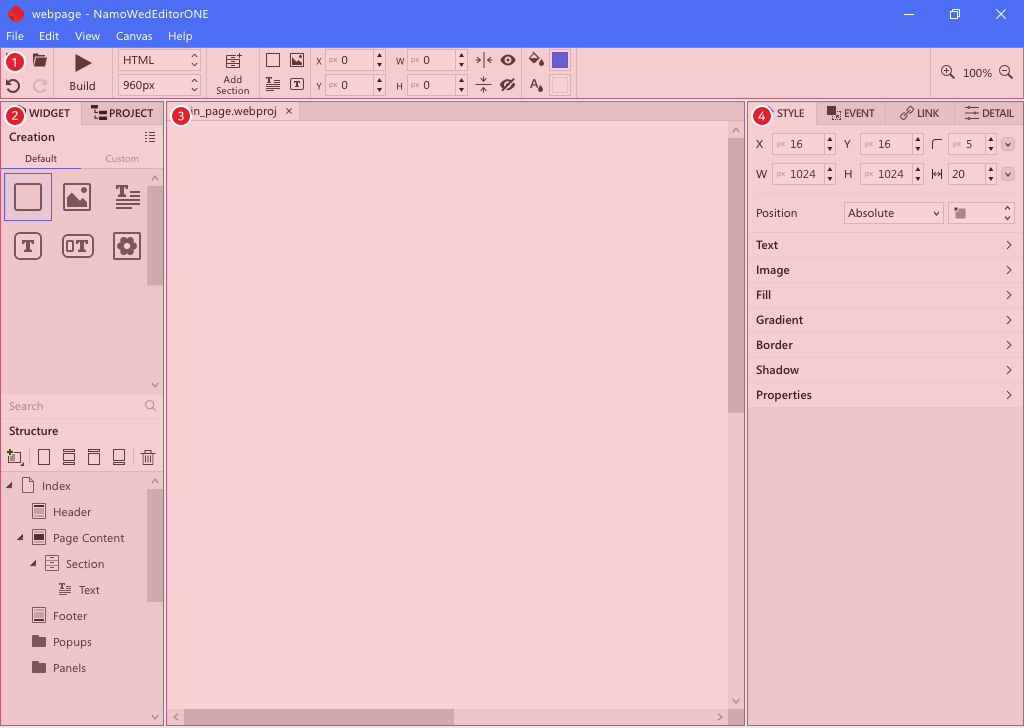 webpage - NamoWedEditorONE
File Edit View Canvas Help
1
HTML
960px
Build
Add
Section
X px 0
Y px 0
W px 0
H px 0
100%
2 WIDGET PROJECT
Creation
Default Custom
Search
Structure
Index
Header
Page Content
Section
Text
Footer
Popups
Panels
3 in_page.webproj
4 STYLE EVENT LINK DETAIL
X px 16 Y px 16 px 5
W px 1024 H px 1024 20
Position Absolute
Text
Image
Fill
Gradient
Border
Shadow
Properties